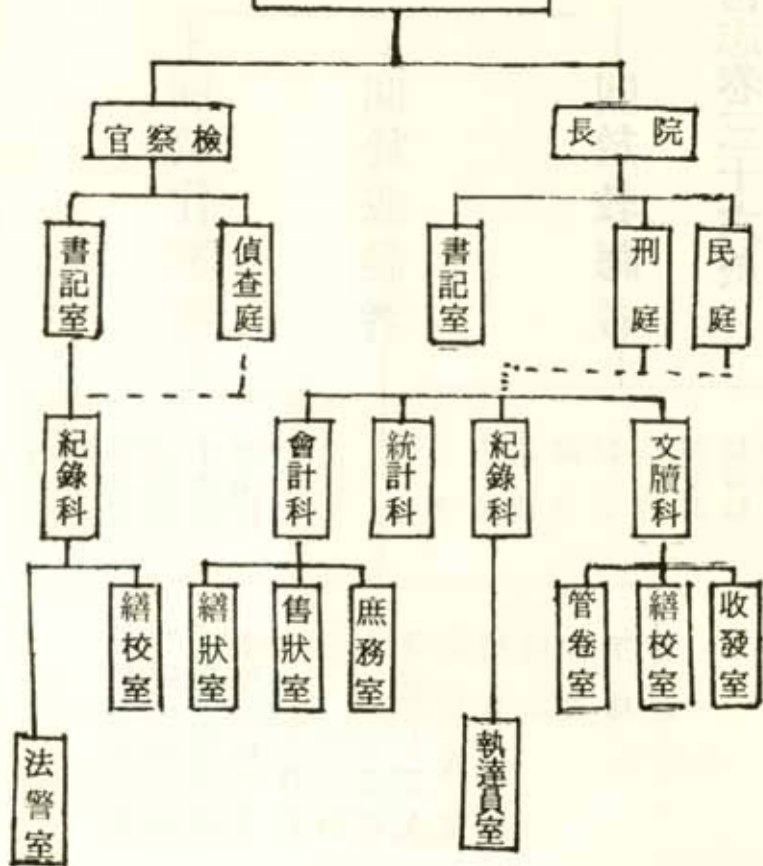 院長
檢察官
民庭
刑庭
書記室
偵查庭
書記室
文牘科
紀錄科
統計科
會計科
紀錄科
收發室
繕校室
管卷室
庶務室
售狀室
繕狀室
繕校室
執達員室
法警室